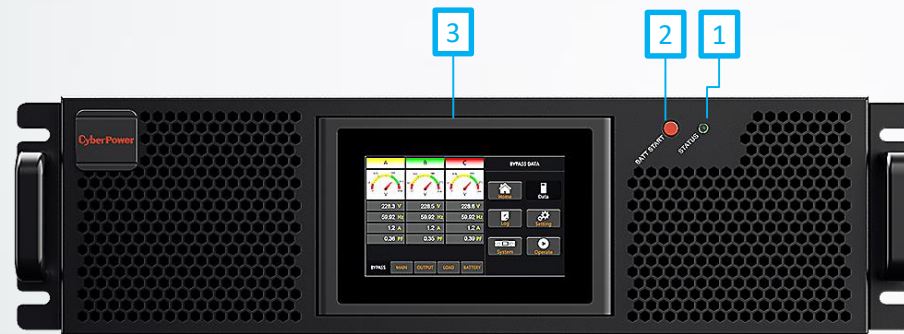 3
2
1
CyberPower
BATT START
STATUS
A B C BYPASS DATA
V V V
228.3 V 228.5 V 228.8 V
59.92 Hz 59.92 Hz 59.92 Hz
1.2 A 1.2 A 1.2 A
0.36 PF 0.35 PF 0.39 PF
Home Data
Log Setting
System Operate
BYPASS MAIN OUTPUT LOAD BATTERY